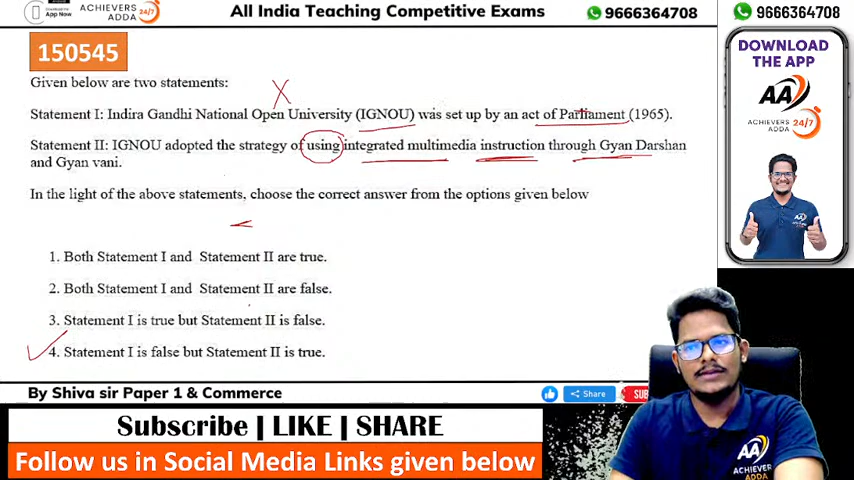 App Now
ACHIEVERS
ADDA 24/7
All India Teaching Competitive Exams
9666364708
9666364708
150545
DOWNLOAD
THE APP
AA
ACHIEVERS 24/7
ADDA
Given below are two statements:
Statement I: Indira Gandhi National Open University (IGNOU) was set up by an act of Parliament (1965).
Statement II: IGNOU adopted the strategy of using integrated multimedia instruction through Gyan Darshan
and Gyan vani.
In the light of the above statements, choose the correct answer from the options given below
1. Both Statement I and Statement II are true.
2. Both Statement I and Statement II are false.
3. Statement I is true but Statement II is false.
4. Statement I is false but Statement II is true.
By Shiva sir Paper 1 & Commerce
Share
SUB
Subscribe | LIKE | SHARE
Follow us in Social Media Links given below
AA
ACHIEVER
ADDA